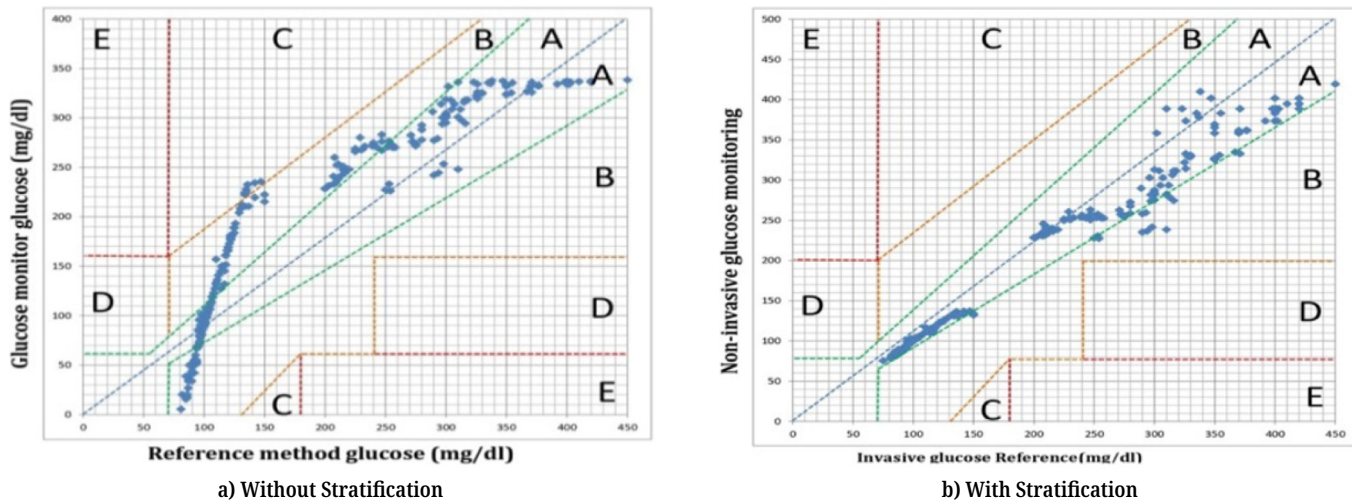 E
C
B
A
A
B
D
D
C
E
400
350
300
250
200
150
100
50
0
0 50 100 150 200 250 300 350 400 450
Glucose monitor glucose (mg/dl)
Reference method glucose (mg/dl)
a) Without Stratification
E
C
B
A
A
B
D
D
C
E
500
450
400
350
300
250
200
150
100
50
0
0 50 100 150 200 250 300 350 400 450
Non-invasive glucose monitoring
Invasive glucose Reference(mg/dl)
b) With Stratification